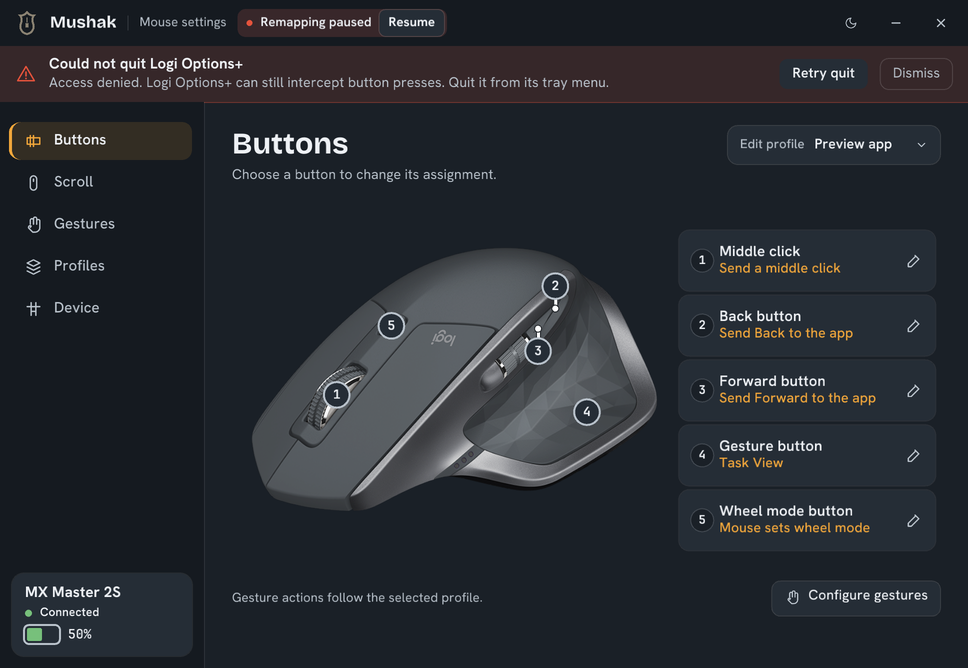 Mushak
Mouse settings
Remapping paused
Resume
Could not quit Logi Options+
Access denied. Logi Options+ can still intercept button presses. Quit it from its tray menu.
Retry quit
Dismiss
Buttons
Scroll
Gestures
Profiles
Device
MX Master 2S
Connected
50%
Buttons
Choose a button to change its assignment.
Edit profile
Preview app
logi
1
2
3
4
5
1
Middle click
Send a middle click
2
Back button
Send Back to the app
3
Forward button
Send Forward to the app
4
Gesture button
Task View
5
Wheel mode button
Mouse sets wheel mode
Gesture actions follow the selected profile.
Configure gestures